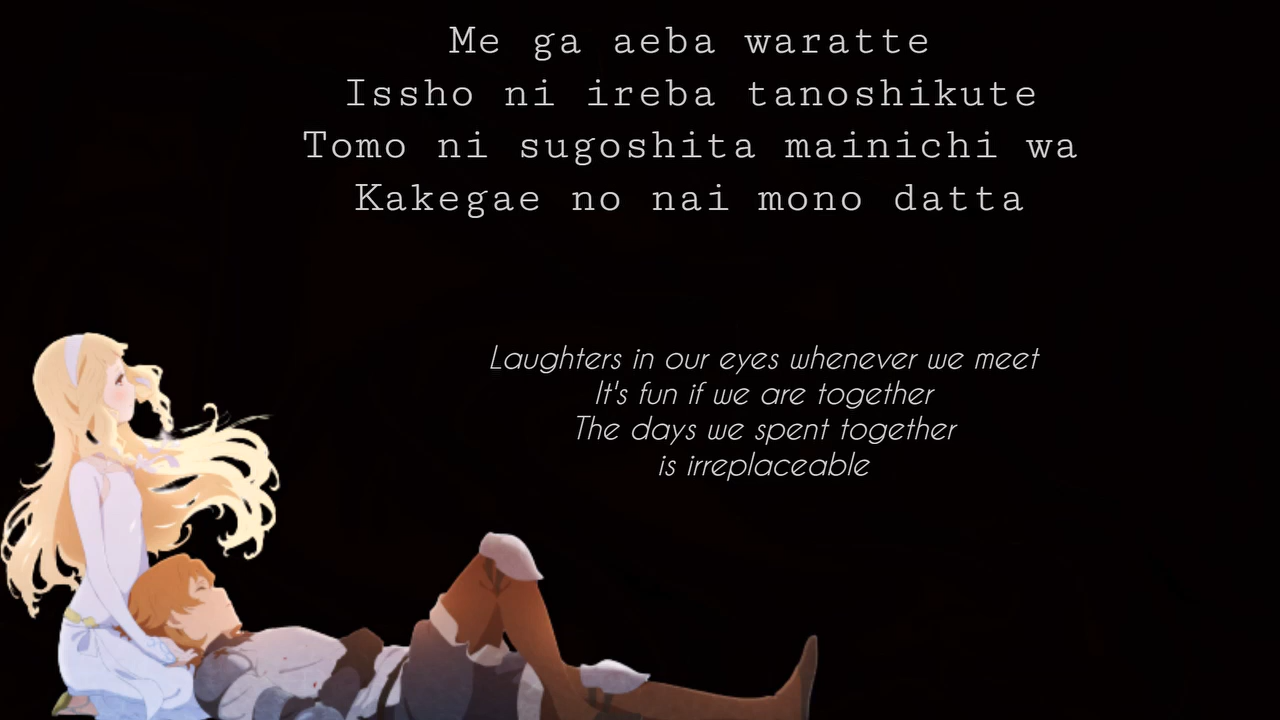 Me ga aeba waratte
Issho ni ireba tanoshikute
Tomo ni sugoshita mainichi wa
Kakegae no nai mono datta
Laughters in our eyes whenever we meet
It's fun if we are together
The days we spent together
is irreplaceable